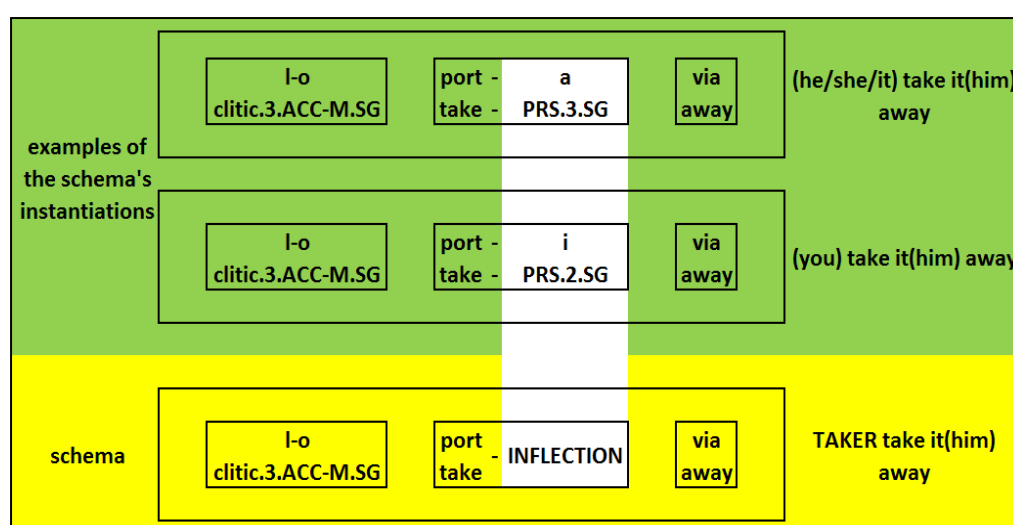 l-o port - a via
clitic.3.ACC-M.SG take - PRS.3.SG away
(he/she/it) take it(him)
away
examples of
the schema's
instantiations
l-o port - i via
clitic.3.ACC-M.SG take - PRS.2.SG away
(you) take it(him) away
schema
l-o port via
clitic.3.ACC-M.SG take - INFLECTION away
TAKER take it(him)
away